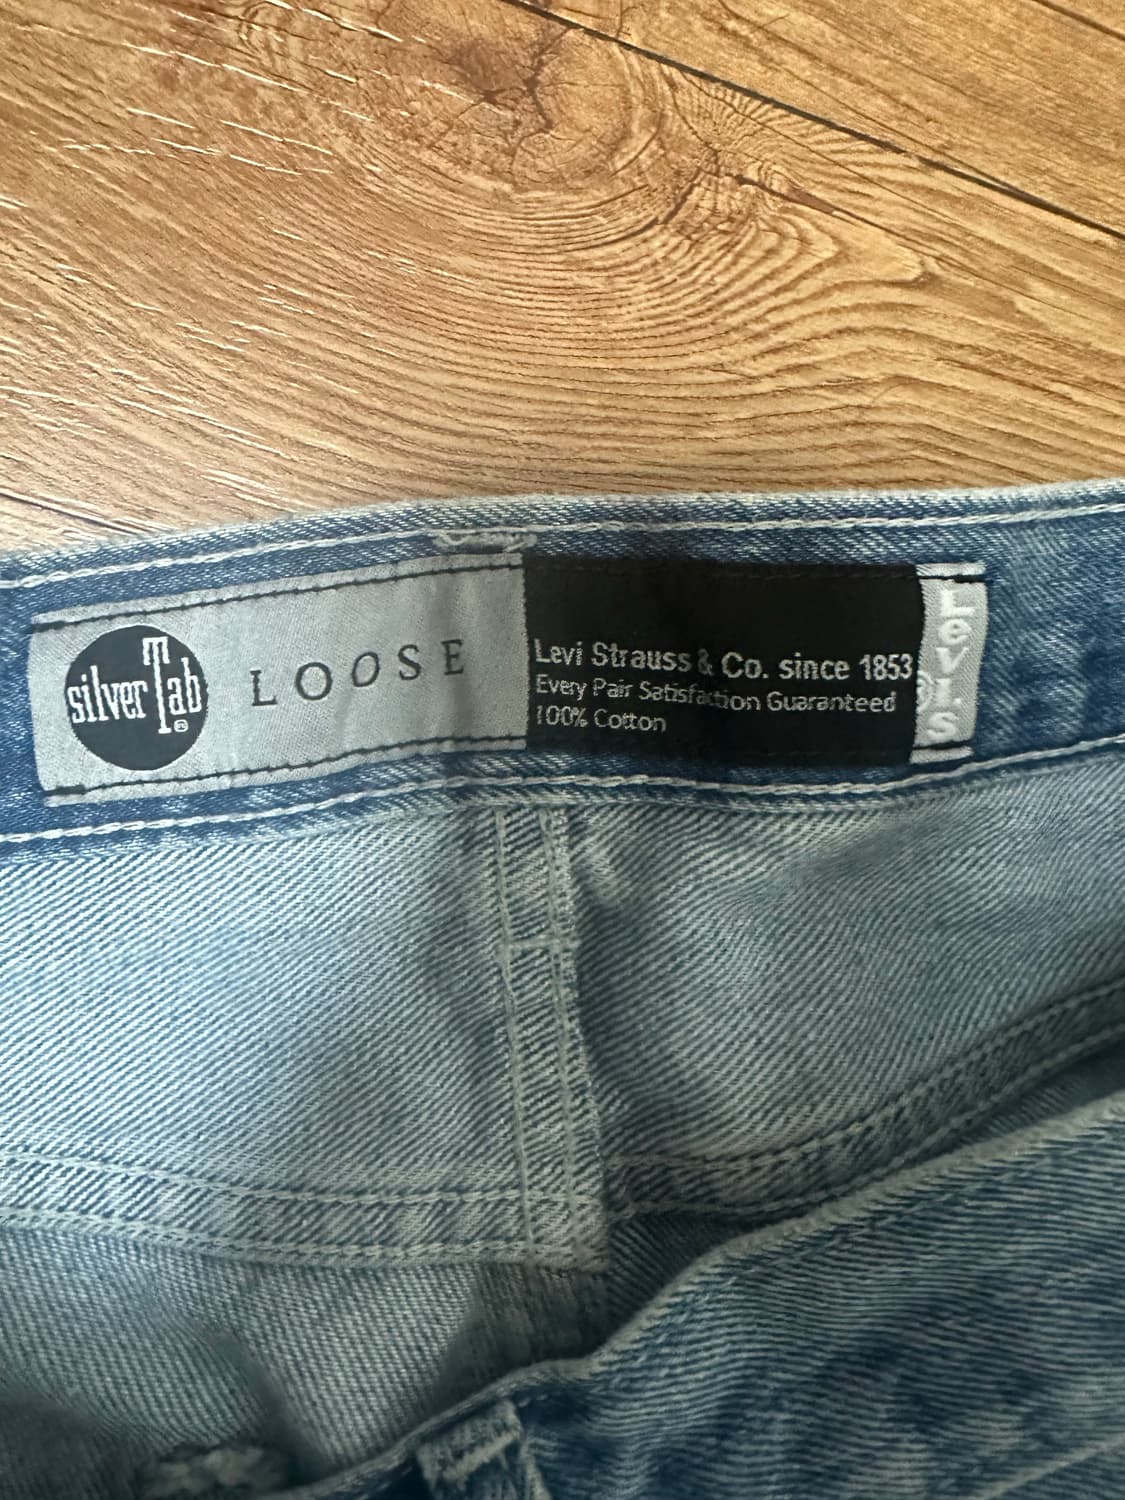 silver Tab®
LOOSE
Levi Strauss & Co. since 1853
Every Pair Satisfaction Guaranteed
100% Cotton
Levi's